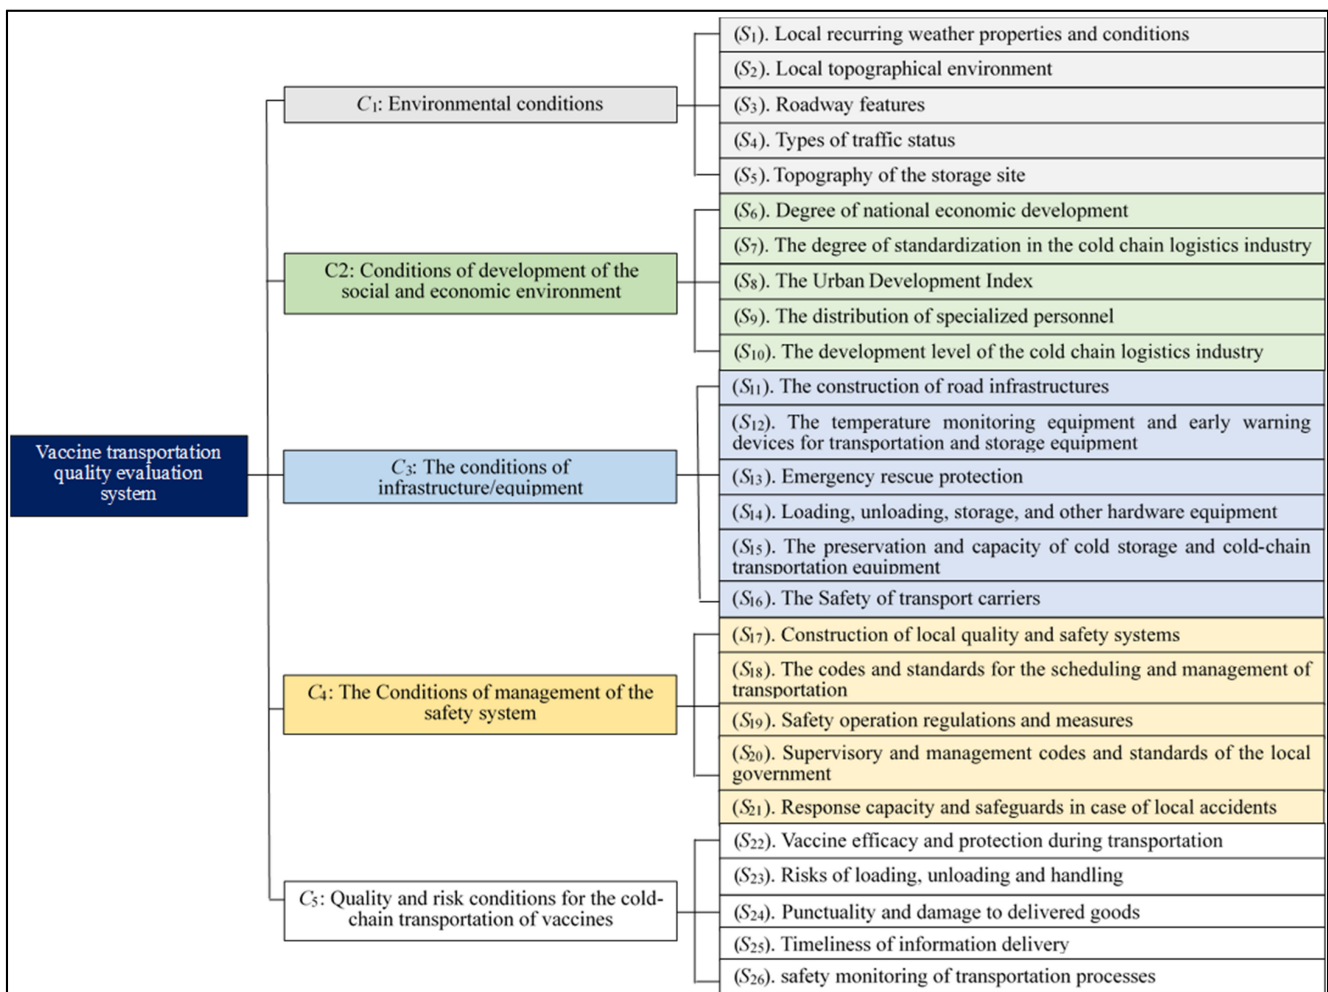 Vaccine transportation
quality evaluation
system
C1: Environmental conditions
(S1). Local recurring weather properties and conditions
(S2). Local topographical environment
(S3). Roadway features
(S4). Types of traffic status
(S5). Topography of the storage site
C2: Conditions of development of the
social and economic environment
(S6). Degree of national economic development
(S7). The degree of standardization in the cold chain logistics industry
(S8). The Urban Development Index
(S9). The distribution of specialized personnel
(S10). The development level of the cold chain logistics industry
C3: The conditions of
infrastructure/equipment
(S11). The construction of road infrastructures
(S12). The temperature monitoring equipment and early warning
devices for transportation and storage equipment
(S13). Emergency rescue protection
(S14). Loading, unloading, storage, and other hardware equipment
(S15). The preservation and capacity of cold storage and cold-chain
transportation equipment
(S16). The Safety of transport carriers
C4: The Conditions of management of the
safety system
(S17). Construction of local quality and safety systems
(S18). The codes and standards for the scheduling and management of
transportation
(S19). Safety operation regulations and measures
(S20). Supervisory and management codes and standards of the local
government
(S21). Response capacity and safeguards in case of local accidents
C5: Quality and risk conditions for the cold-
chain transportation of vaccines
(S22). Vaccine efficacy and protection during transportation
(S23). Risks of loading, unloading and handling
(S24). Punctuality and damage to delivered goods
(S25). Timeliness of information delivery
(S26). safety monitoring of transportation processes